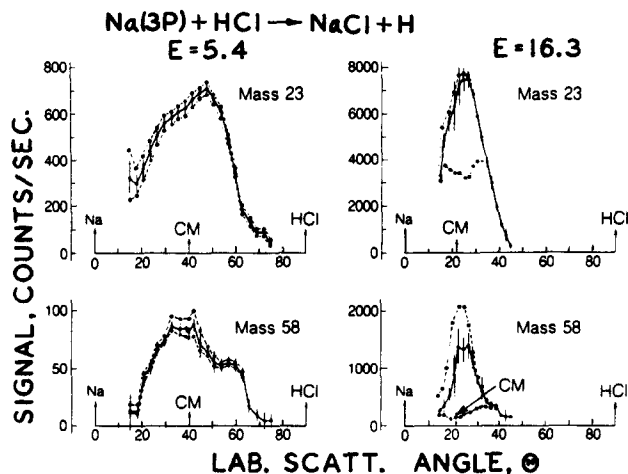 Na(3P)+HCl → NaCl+H
E=5.4
E=16.3
SIGNAL, COUNTS/SEC.
800
600
400
200
0
Mass 23
Na
CM
HCl
0 20 40 60 80
8000
6000
4000
2000
0
Mass 23
Na
CM
HCl
0 20 40 60 80
100
50
0
Mass 58
Na
CM
HCl
0 20 40 60 80
2000
1000
0
Mass 58
Na
CM
HCl
0 20 40 60 80
LAB. SCATT. ANGLE, Θ